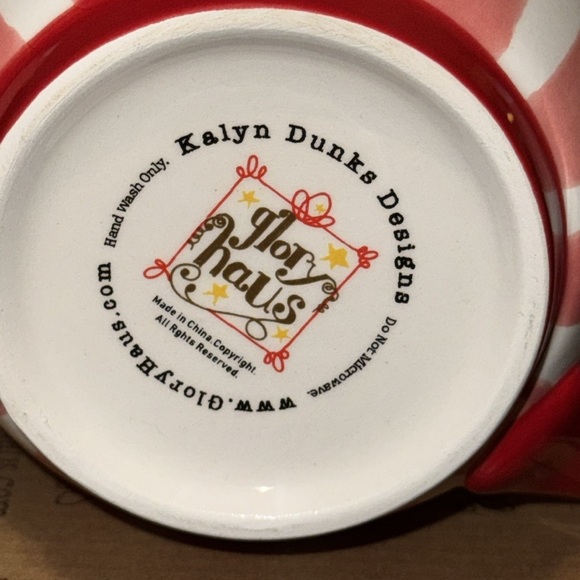 Kalyn Dunks Designs
Do Not Microwave.
www.GloryHaus.com
Hand Wash Only.
glory
haus
Made in China.Copyright.
All Rghts Reserved.